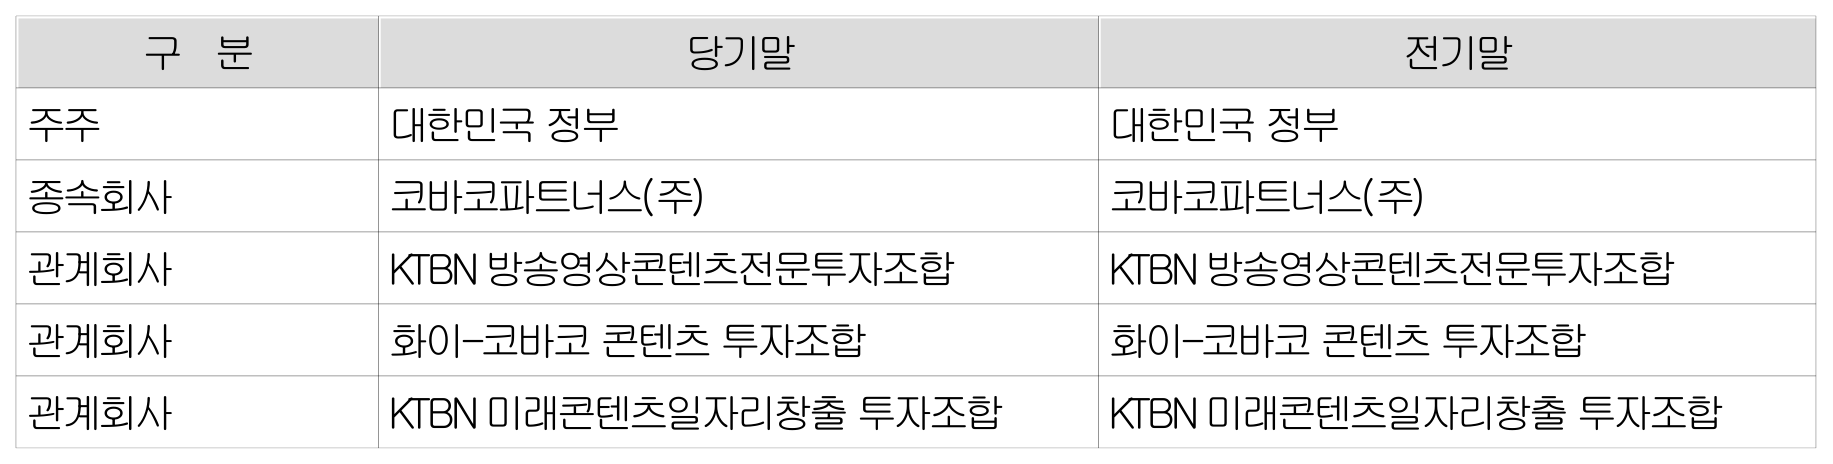 구 분 당기말 전기말
주주 대한민국 정부 대한민국 정부
종속회사 코바코파트너스(주) 코바코파트너스(주)
관계회사 KTBN 방송영상콘텐츠전문투자조합 KTBN 방송영상콘텐츠전문투자조합
관계회사 화이-코바코 콘텐츠 투자조합 화이-코바코 콘텐츠 투자조합
관계회사 KTBN 미래콘텐츠일자리창출 투자조합 KTBN 미래콘텐츠일자리창출 투자조합